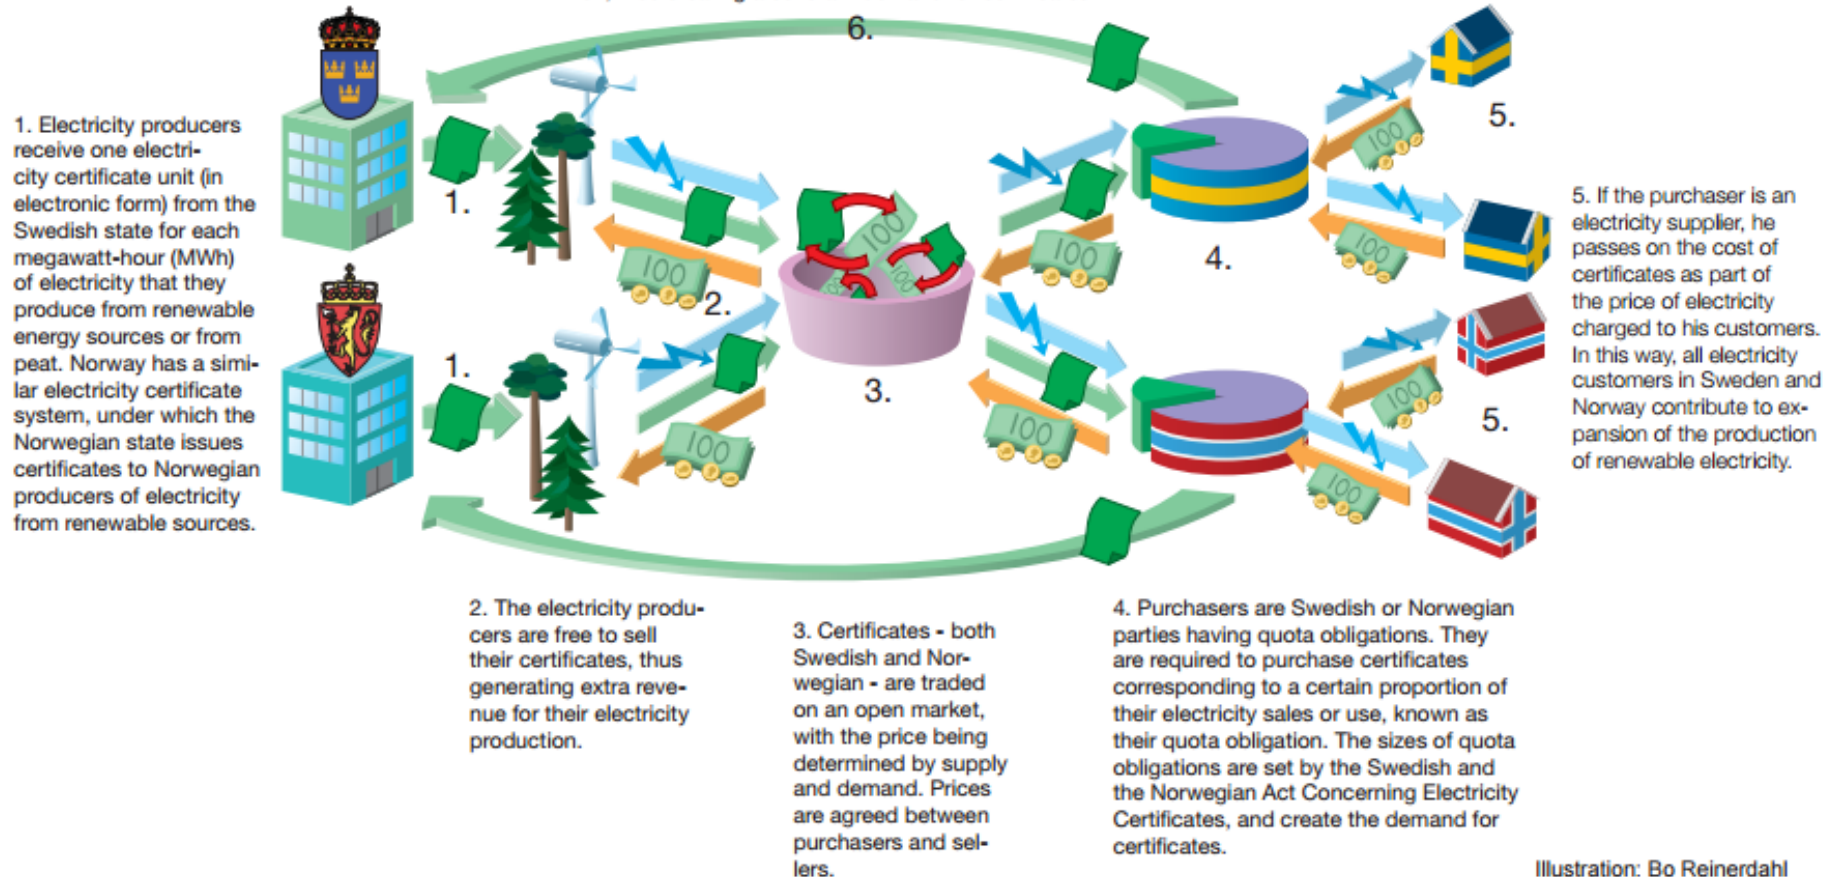 6.
1. Electricity producers
receive one electri-
city certificate unit (in
electronic form) from the
Swedish state for each
megawatt-hour (MWh)
of electricity that they
produce from renewable
energy sources or from
peat. Norway has a simi-
lar electricity certificate
system, under which the
Norwegian state issues
certificates to Norwegian
producers of electricity
from renewable sources.
1.
1.
2.
100
100
3.
100
100
100
100
4.
100
100
5.
100
100
5.
5. If the purchaser is an
electricity supplier, he
passes on the cost of
certificates as part of
the price of electricity
charged to his customers.
In this way, all electricity
customers in Sweden and
Norway contribute to ex-
pansion of the production
of renewable electricity.
2. The electricity produ-
cers are free to sell
their certificates, thus
generating extra reve-
nue for their electricity
production.
3. Certificates - both
Swedish and Nor-
wegian - are traded
on an open market,
with the price being
determined by supply
and demand. Prices
are agreed between
purchasers and sel-
lers.
4. Purchasers are Swedish or Norwegian
parties having quota obligations. They
are required to purchase certificates
corresponding to a certain proportion of
their electricity sales or use, known as
their quota obligation. The sizes of quota
obligations are set by the Swedish and
the Norwegian Act Concerning Electricity
Certificates, and create the demand for
certificates.
Illustration: Bo Reinerdahl